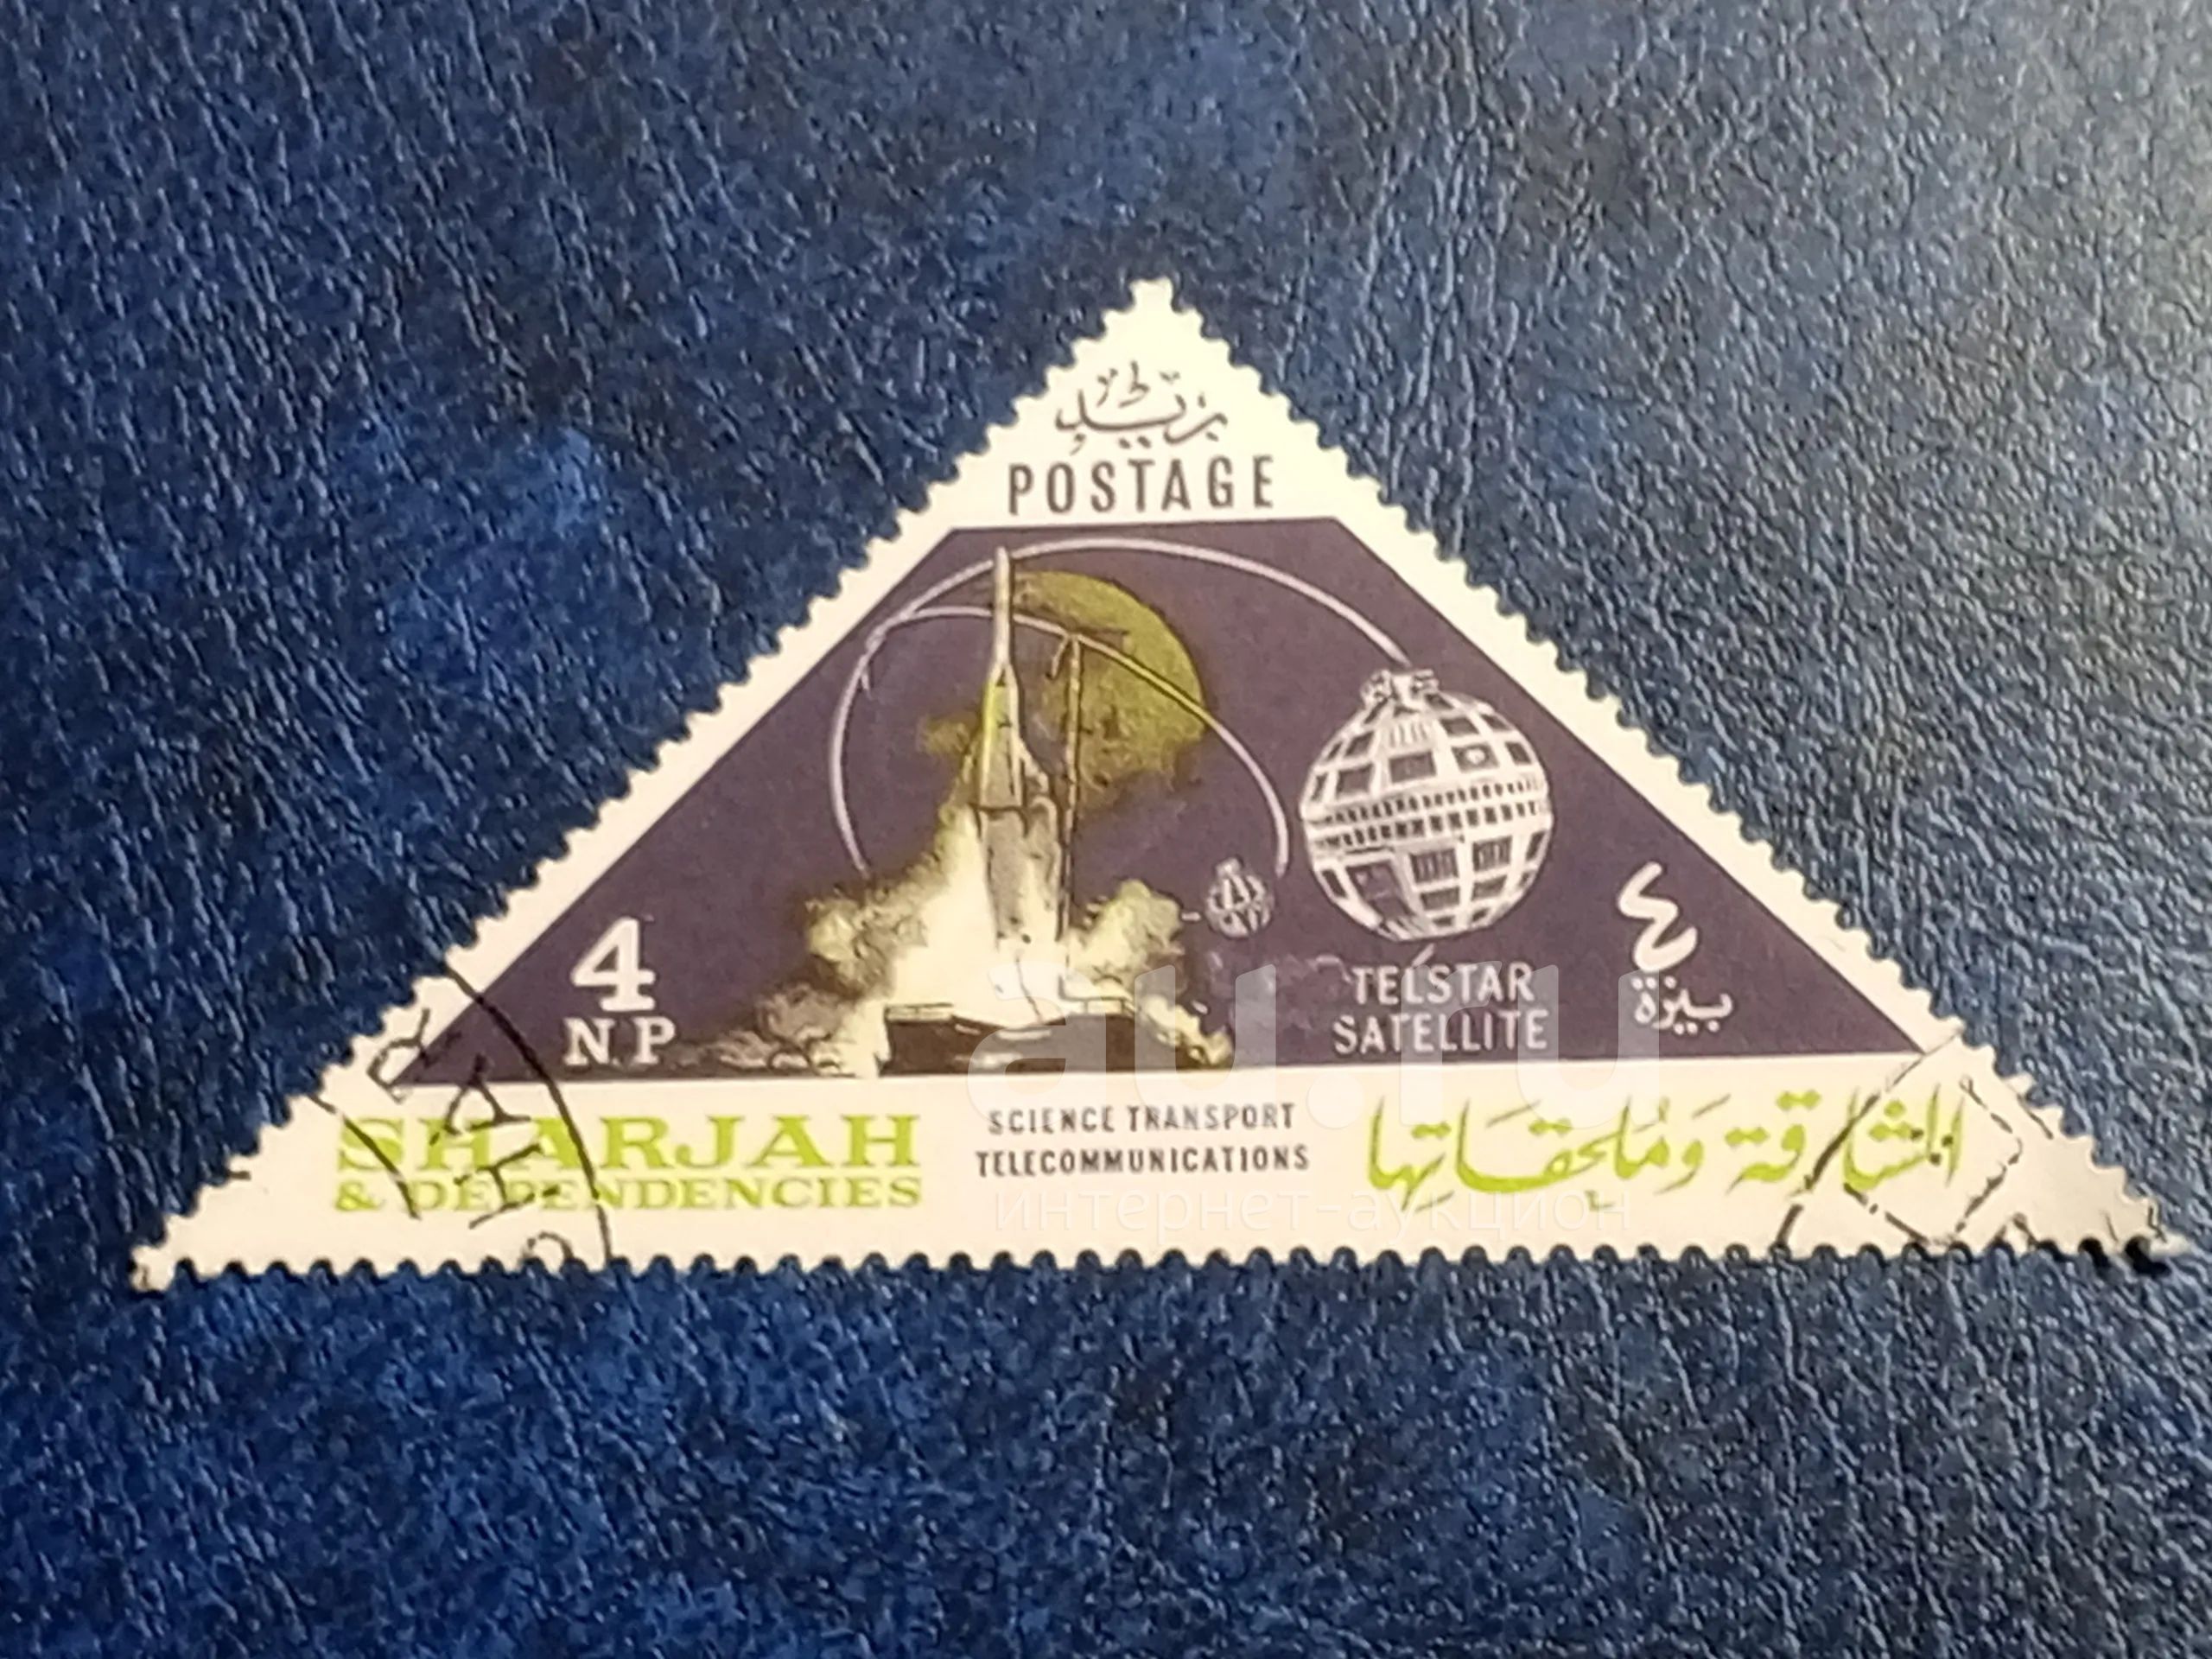 بريد
POSTAGE
4
N.P
٤
بيزة
TELSTAR
SATELLITE
SHARJAH
& DEPENDENCIES
SCIENCE TRANSPORT
TELECOMMUNICATIONS
الشارقة وملحقاتها
au.ru
интернет-аукцион